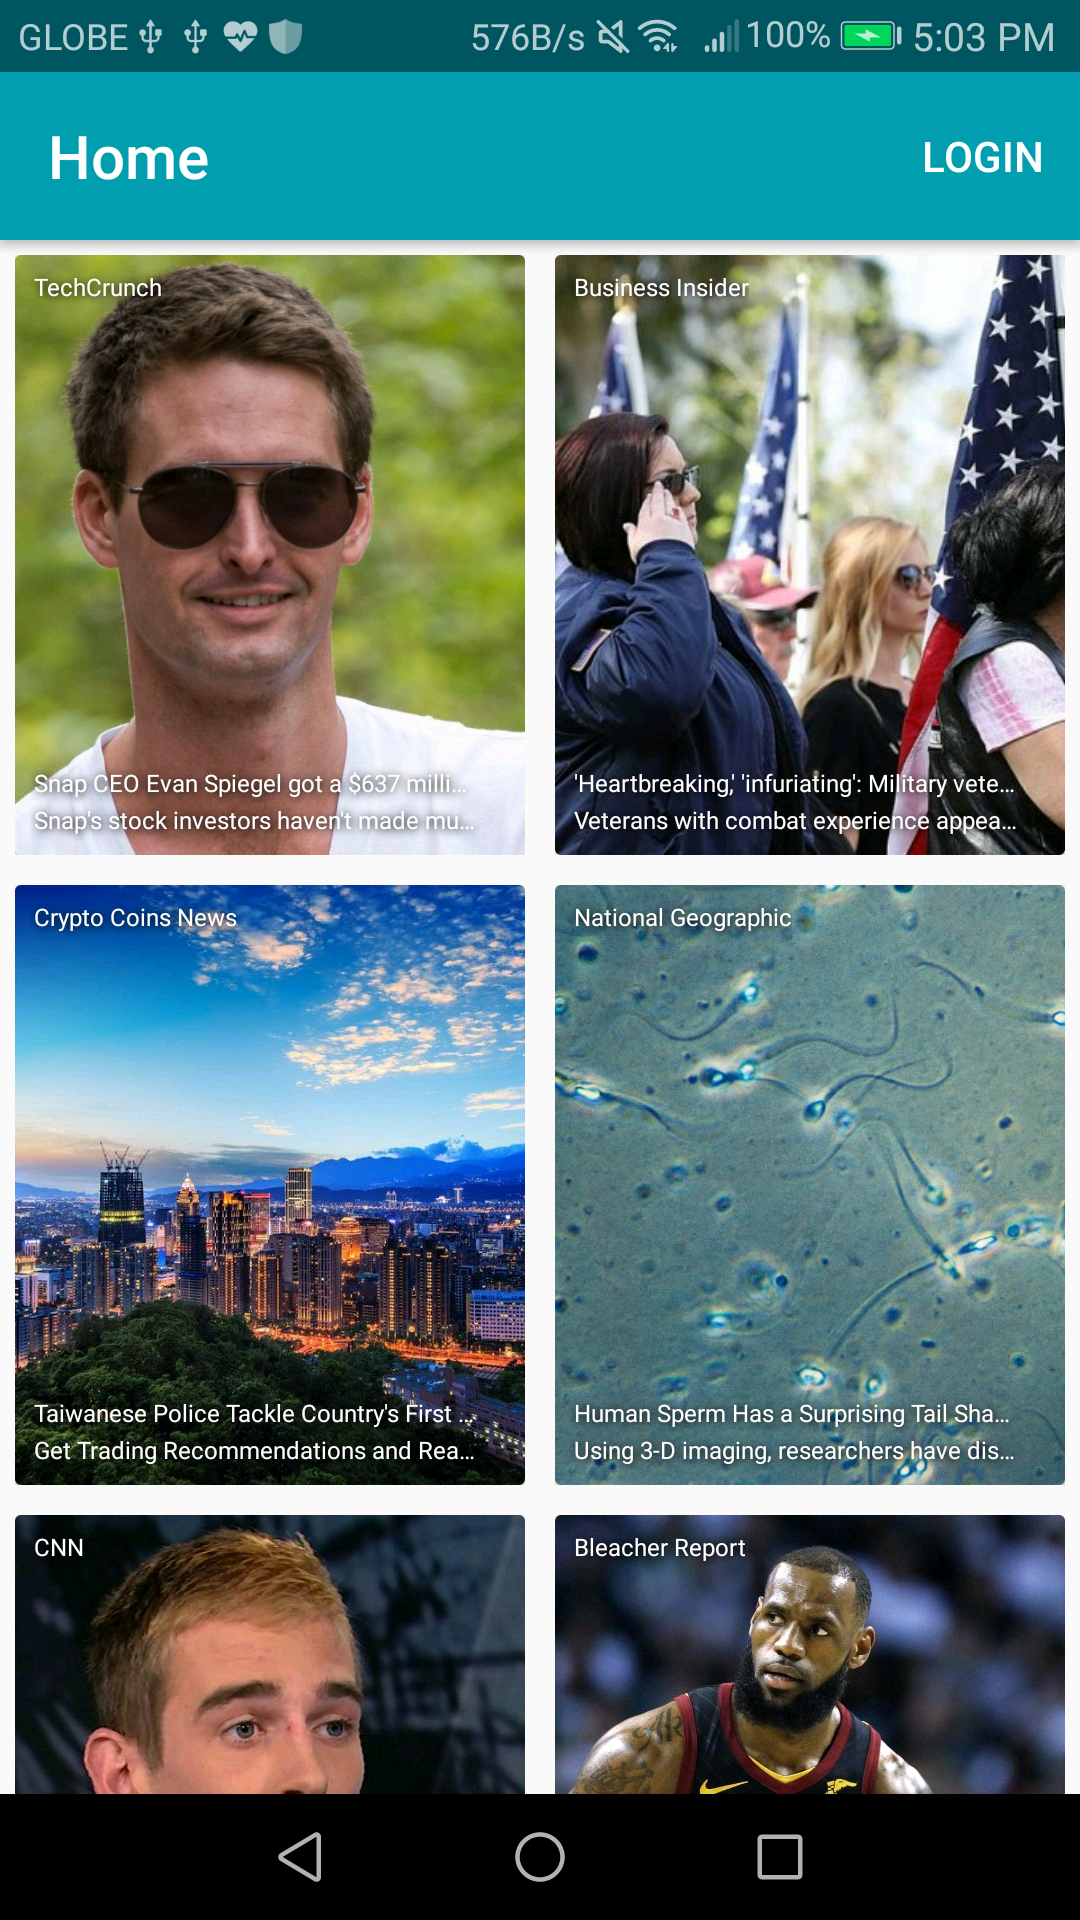 GLOBE 576B/s 100% 5:03 PM
Home LOGIN
TechCrunch
Snap CEO Evan Spiegel got a $637 milli...
Snap's stock investors haven't made mu...
Business Insider
'Heartbreaking,' 'infuriating': Military vete...
Veterans with combat experience appea...
Crypto Coins News
Taiwanese Police Tackle Country's First ...
Get Trading Recommendations and Rea...
National Geographic
Human Sperm Has a Surprising Tail Sha...
Using 3-D imaging, researchers have dis...
CNN
Bleacher Report